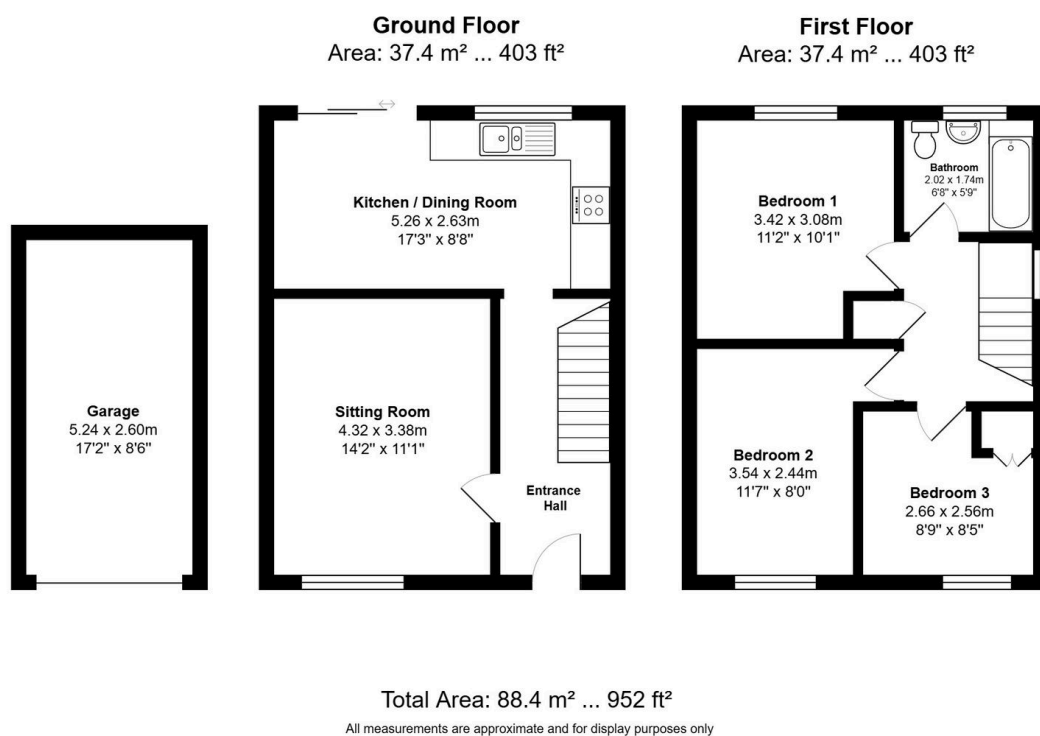 Ground Floor
Area: 37.4 m² ... 403 ft²
First Floor
Area: 37.4 m² ... 403 ft²
Kitchen / Dining Room
5.26 x 2.63m
17'3" x 8'8"
Bathroom
2.02 x 1.74m
6'8" x 5'9"
Bedroom 1
3.42 x 3.08m
11'2" x 10'1"
Garage
5.24 x 2.60m
17'2" x 8'6"
Sitting Room
4.32 x 3.38m
14'2" x 11'1"
Entrance
Hall
Bedroom 2
3.54 x 2.44m
11'7" x 8'0"
Bedroom 3
2.66 x 2.56m
8'9" x 8'5"
Total Area: 88.4 m² ... 952 ft²
All measurements are approximate and for display purposes only